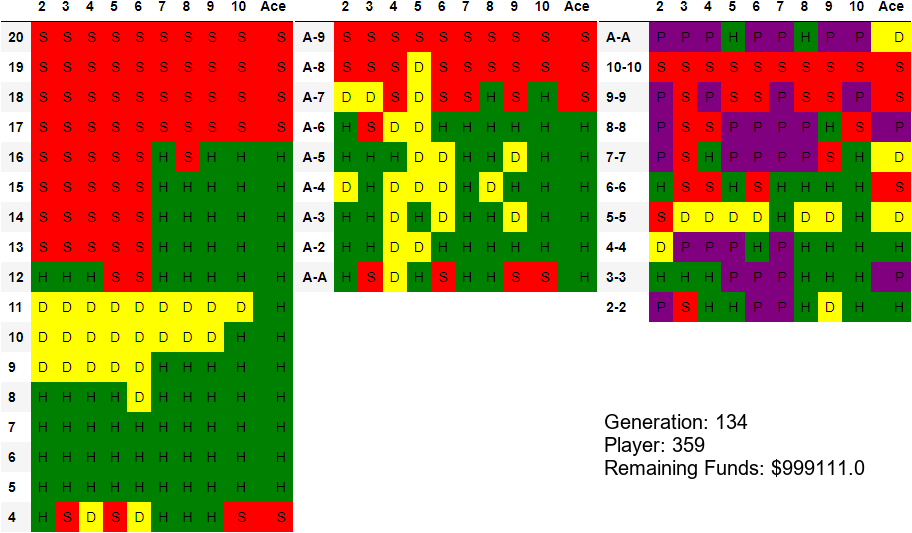 2 3 4 5 6 7 8 9 10 Ace
20 S S S S S S S S S S
19 S S S S S S S S S S
18 S S S S S S S S S S
17 S S S S S S S S S S
16 S S S S S H S H H H
15 S S S S S H H H H H
14 S S S S S H H H H H
13 S S S S S H H H H H
12 H H H S S H H H H H
11 D D D D D D D D D H
10 D D D D D D D D H H
9 D D D D D H H H H H
8 H H H H D H H H H H
7 H H H H H H H H H H
6 H H H H H H H H H H
5 H H H H H H H H H H
4 H S D S D H H H S S
2 3 4 5 6 7 8 9 10 Ace
A-9 S S S S S S S S S S
A-8 S S S D S S S S S S
A-7 D D S D S S H S H S
A-6 H S D D H H H H H H
A-5 H H H D D H H D H H
A-4 D H D D D H D H H H
A-3 H H D H D H H D H H
A-2 H H D D H H H H H H
A-A H S D H S H H S S H
2 3 4 5 6 7 8 9 10 Ace
A-A P P P H P P H P P D
10-10 S S S S S S S S S S
9-9 P S P S S P S S P S
8-8 P S S P P P P H S P
7-7 P S H P P P P S H D
6-6 H S S H S H H H H S
5-5 S D D D D H D D H D
4-4 D P P P H P H H H H
3-3 H H H P P P H H H P
2-2 P S H H P P H D H H
Generation: 134
Player: 359
Remaining Funds: $999111.0